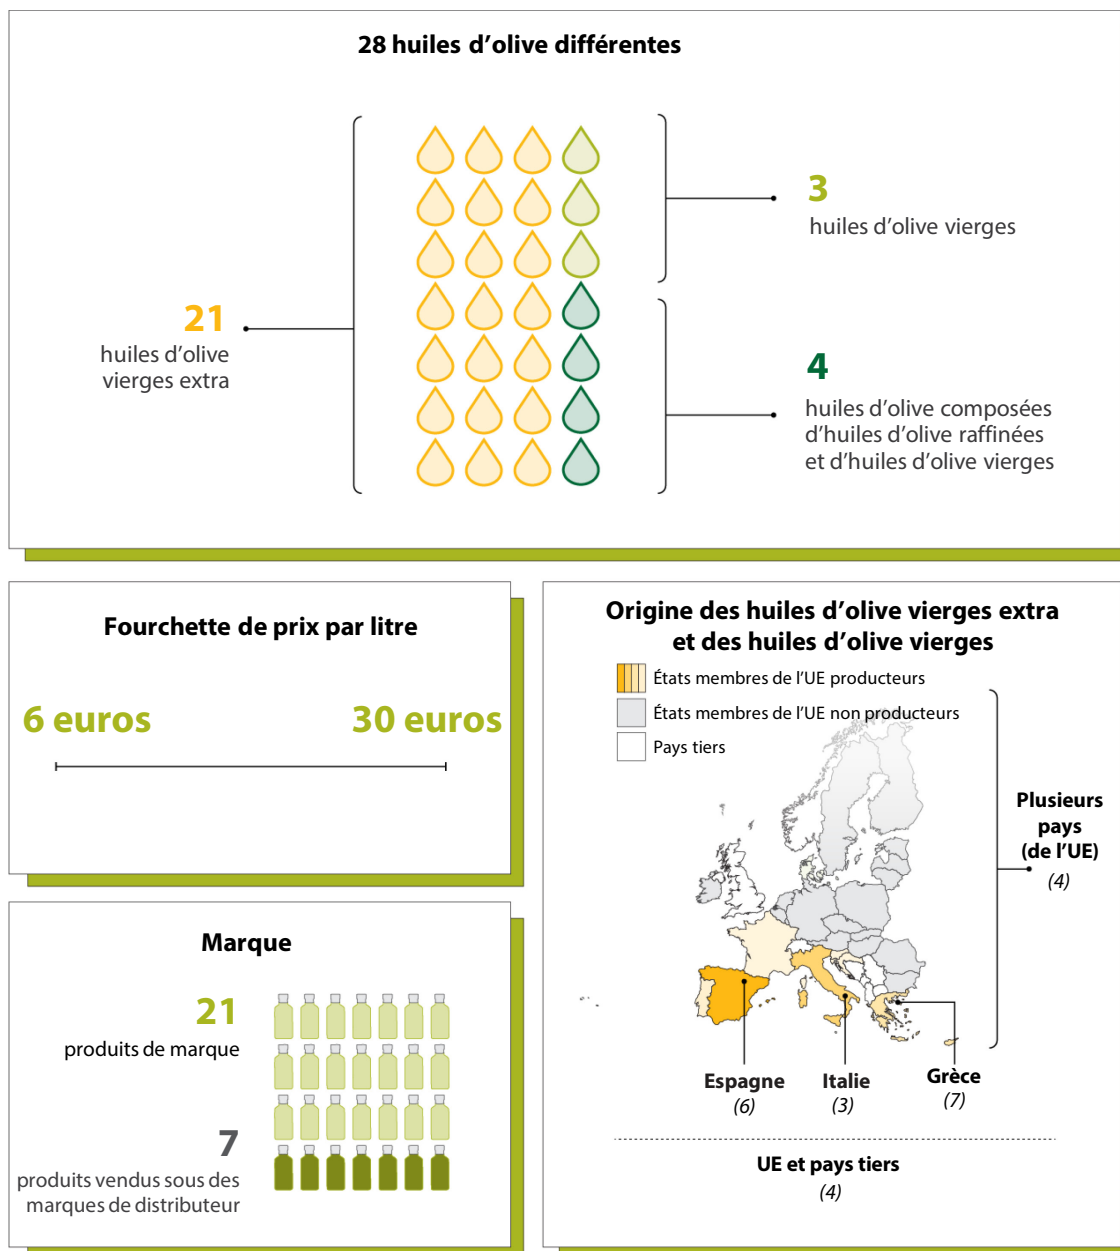 28 huiles d’olive différentes
21
huiles d’olive
vierges extra
3
huiles d’olive vierges
4
huiles d’olive composées
d’huiles d’olive raffinées
et d’huiles d’olive vierges
Fourchette de prix par litre
6 euros
30 euros
Marque
21
produits de marque
7
produits vendus sous des
marques de distributeur
Origine des huiles d’olive vierges extra
et des huiles d’olive vierges
États membres de l’UE producteurs
États membres de l’UE non producteurs
Pays tiers
Plusieurs
pays
(de l’UE)
(4)
Espagne
(6)
Italie
(3)
Grèce
(7)
UE et pays tiers
(4)